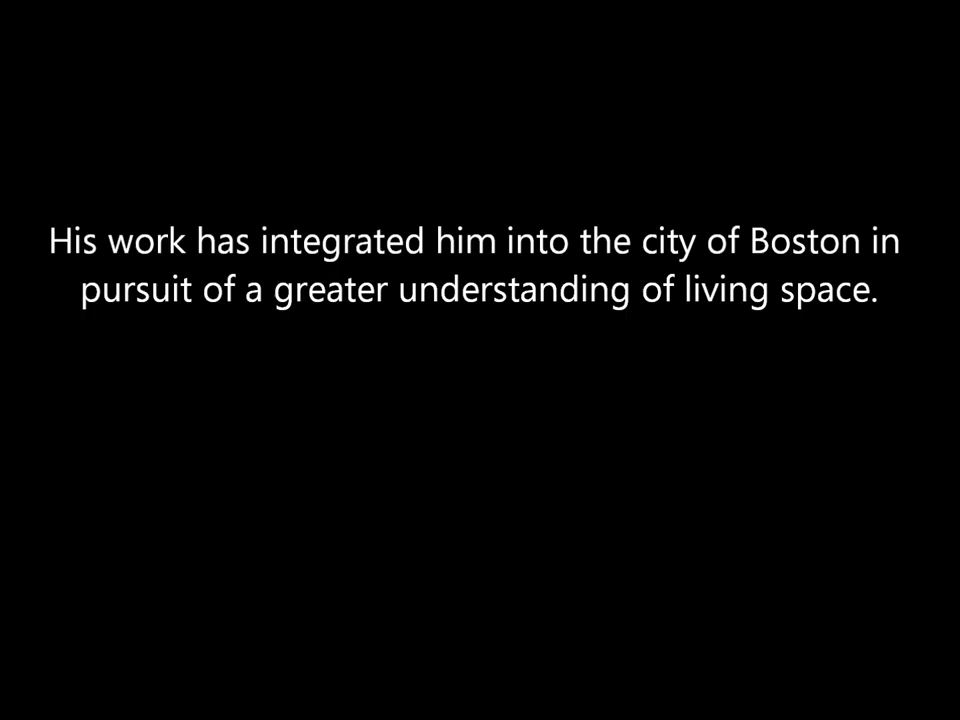 His work has integrated him into the city of Boston in
pursuit of a greater understanding of living space.